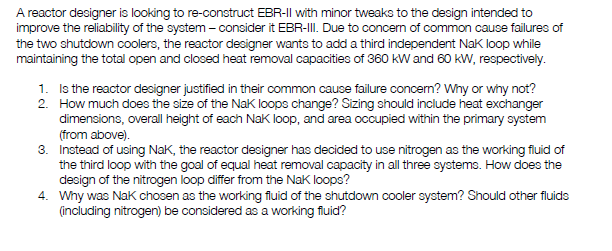 A reactor designer is looking to re-construct EBR-II with minor tweaks to the design intended to
improve the reliability of the system – consider it EBR-III. Due to concern of common cause failures of
the two shutdown coolers, the reactor designer wants to add a third independent NaK loop while
maintaining the total open and closed heat removal capacities of 360 kW and 60 kW, respectively.
1. Is the reactor designer justified in their common cause failure concern? Why or why not?
2. How much does the size of the NaK loops change? Sizing should include heat exchanger
dimensions, overall height of each NaK loop, and area occupied within the primary system
(from above).
3. Instead of using NaK, the reactor designer has decided to use nitrogen as the working fluid of
the third loop with the goal of equal heat removal capacity in all three systems. How does the
design of the nitrogen loop differ from the NaK loops?
4. Why was NaK chosen as the working fluid of the shutdown cooler system? Should other fluids
(including nitrogen) be considered as a working fluid?